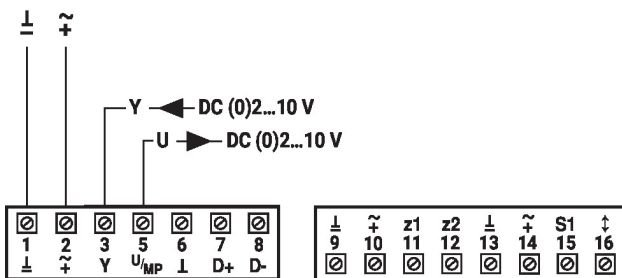 ⊥ ~
− +
Y DC (0)2...10 V
U DC (0)2...10 V
1 2 3 5 6 7 8
⊥ ~ Y U/MP ⊥ D+ D-
⊥ ~ z1 z2 ⊥ ~ S1 ↕
9 10 11 12 13 14 15 16